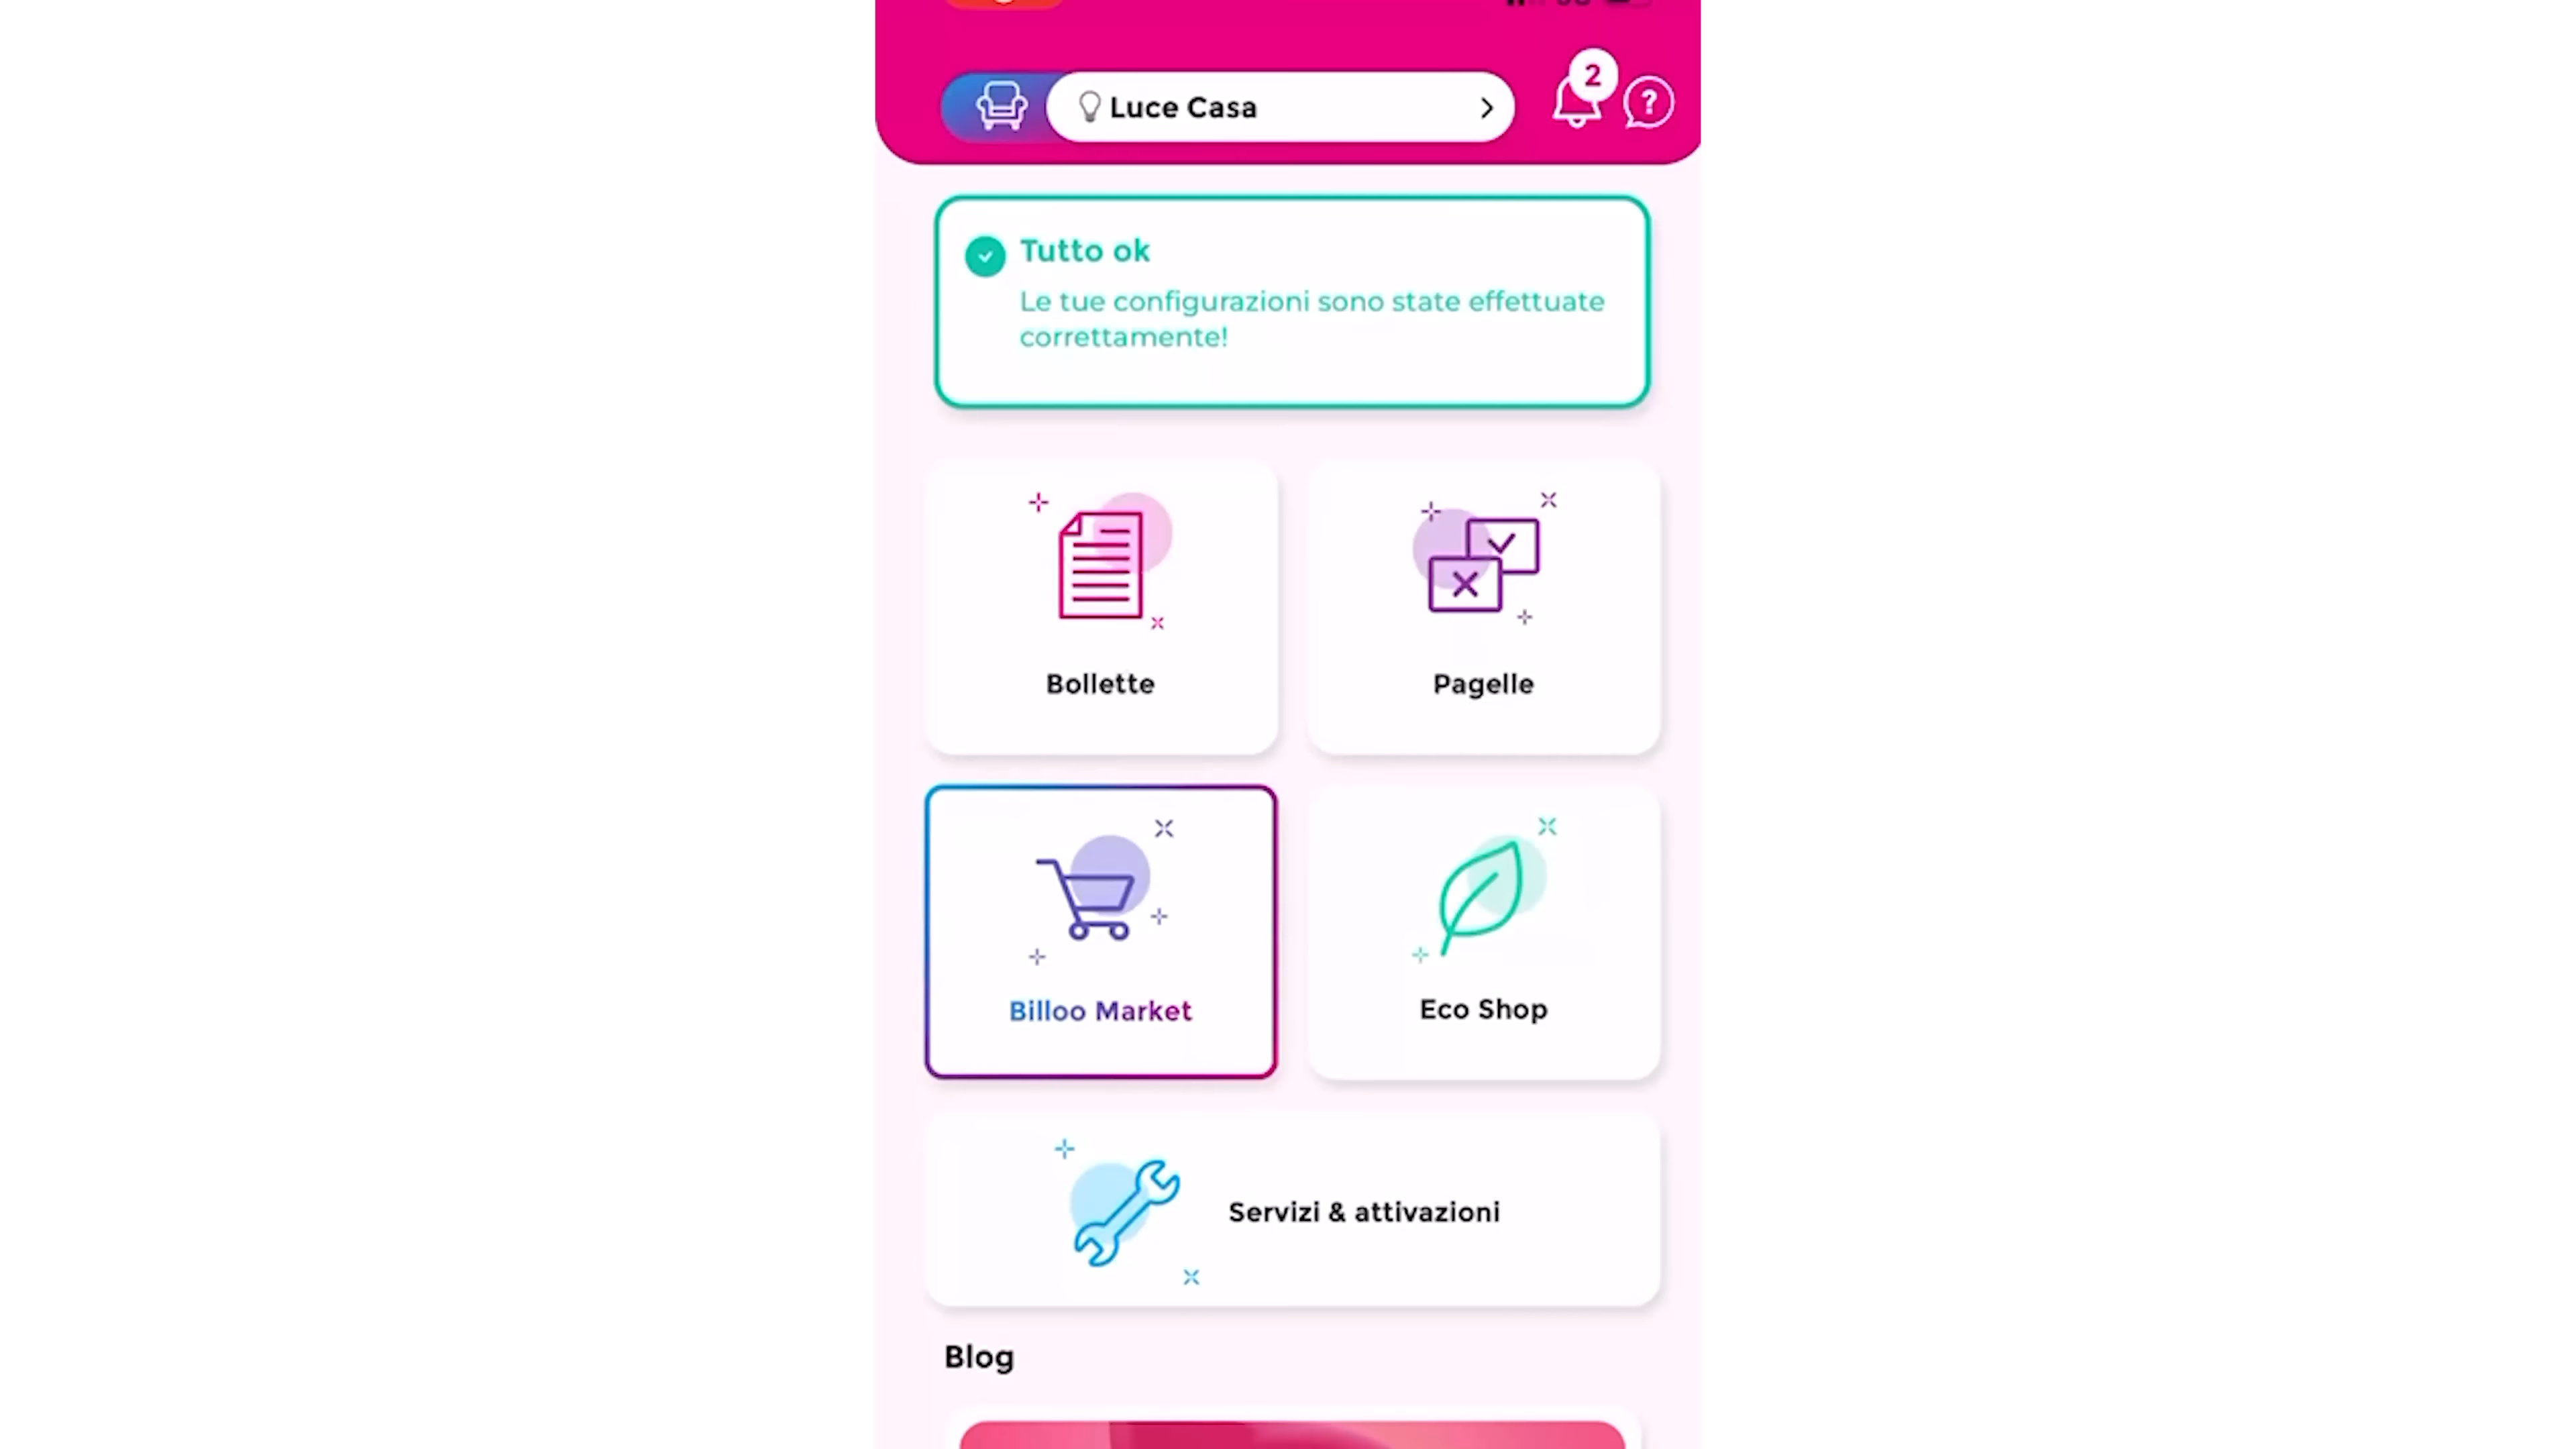 Luce Casa
2
?
Tutto ok
Le tue configurazioni sono state effettuate
correttamente!
Bollette
Pagelle
Billoo Market
Eco Shop
Servizi & attivazioni
Blog